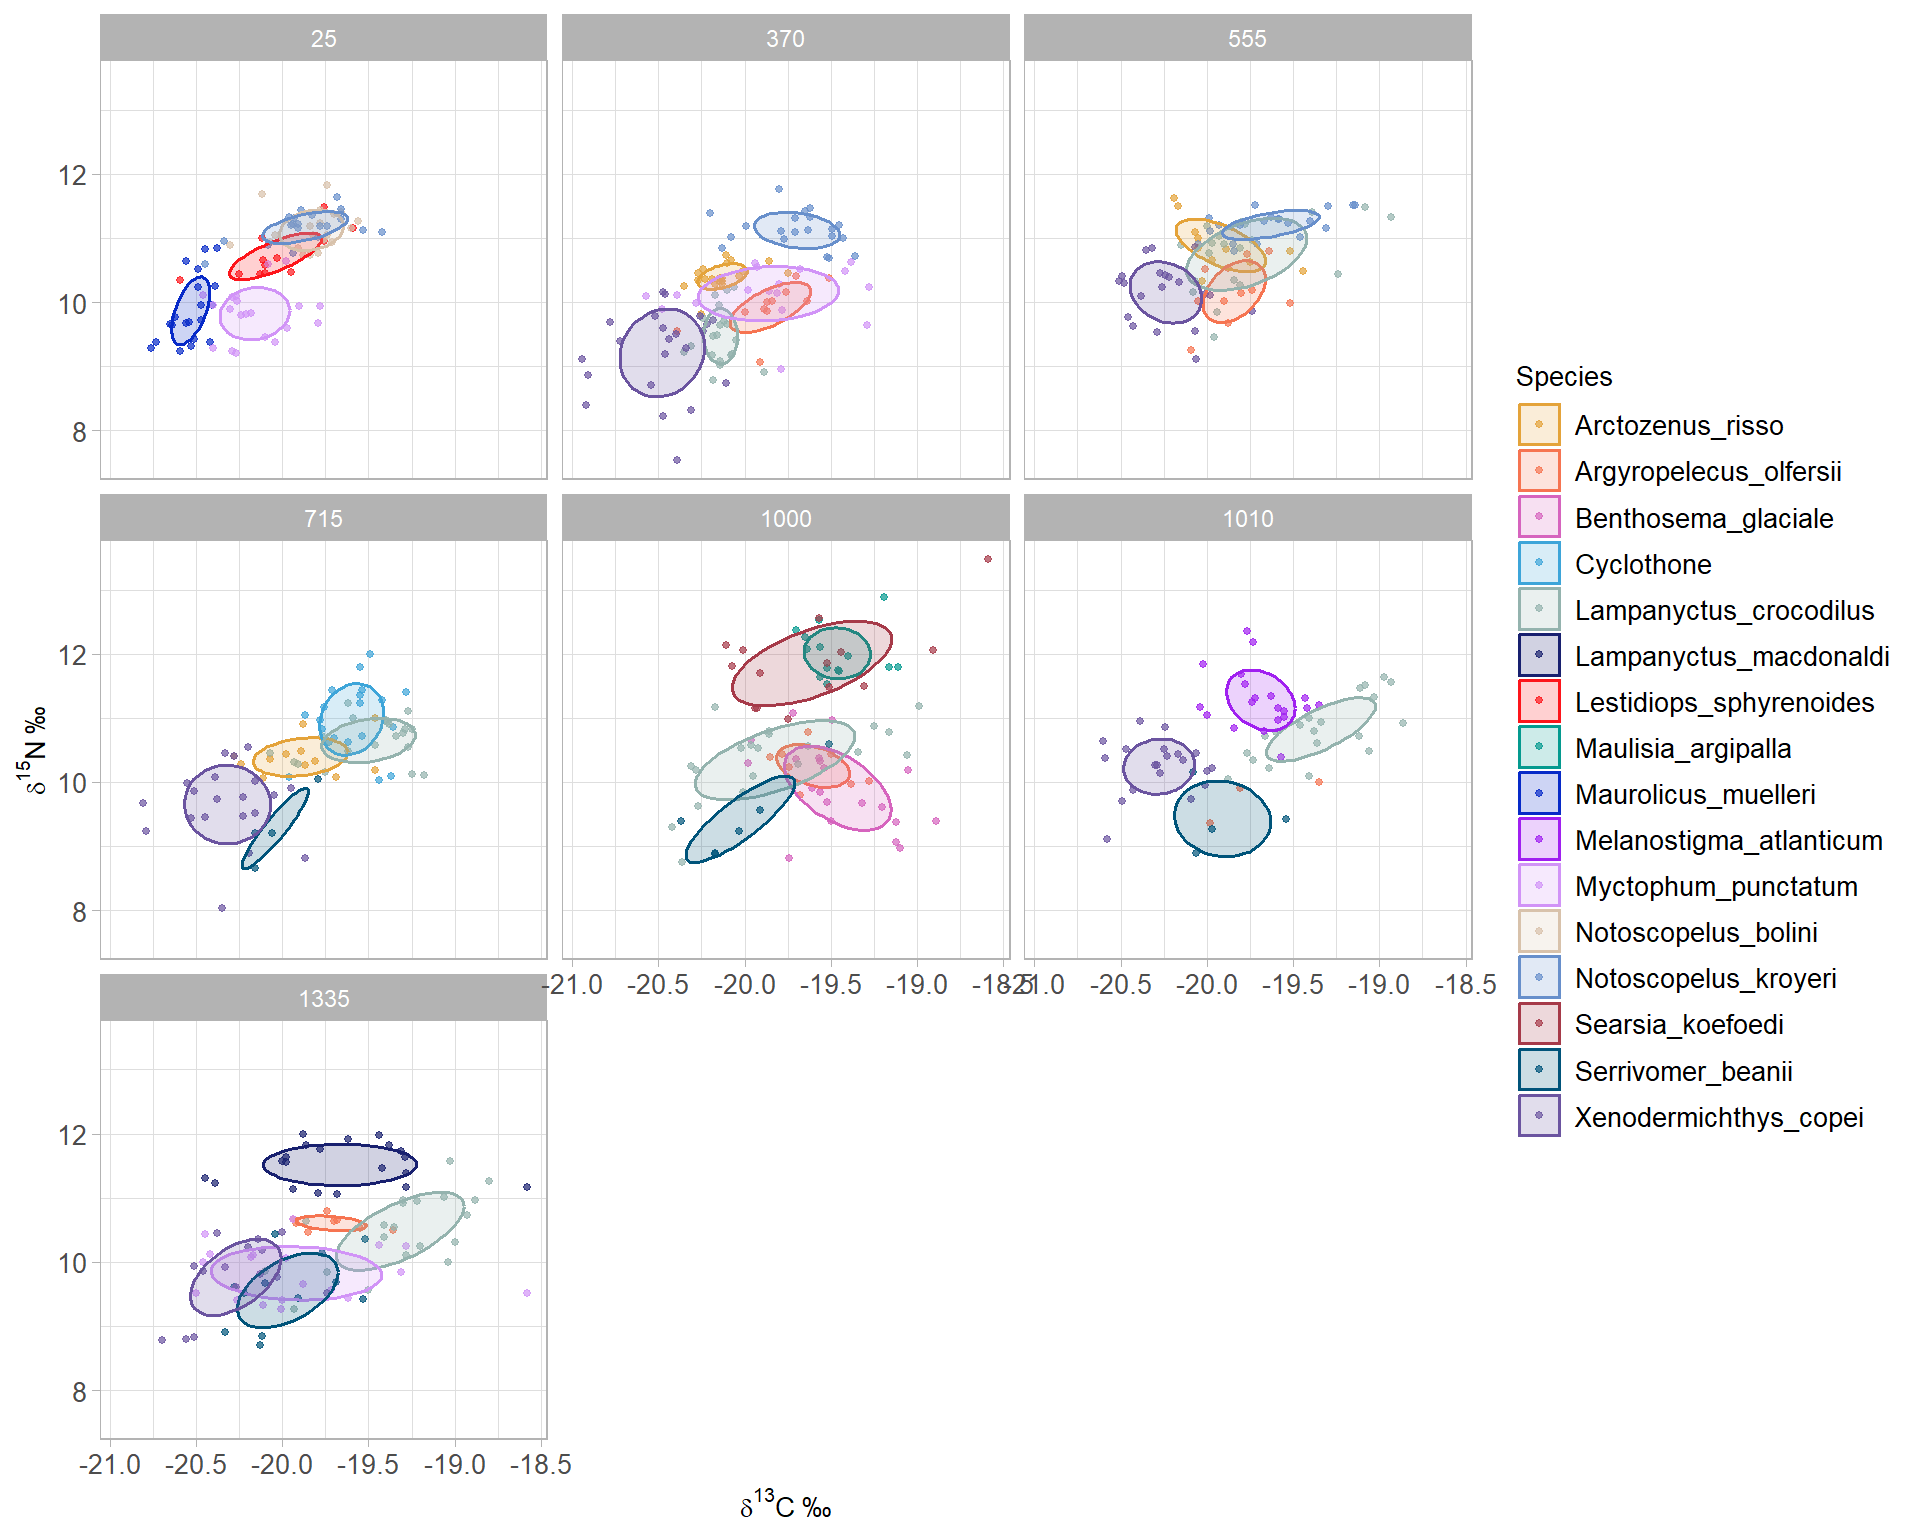 25
370
555
12
10
8
715
1000
1010
12
10
8
-21.0 -20.5 -20.0 -19.5 -19.0 -18.5
-21.0 -20.5 -20.0 -19.5 -19.0 -18.5
1335
12
10
8
-21.0 -20.5 -20.0 -19.5 -19.0 -18.5
δ15N ‰
δ13C ‰
Species
Arctozenus_risso
Argyropelecus_olfersii
Benthosema_glaciale
Cyclothone
Lampanyctus_crocodilus
Lampanyctus_macdonaldi
Lestidiops_sphyrenoides
Maulisia_argipalla
Maurolicus_muelleri
Melanostigma_atlanticum
Myctophum_punctatum
Notoscopelus_bolini
Notoscopelus_kroyeri
Searsia_koefoedi
Serrivomer_beanii
Xenodermichthys_copei